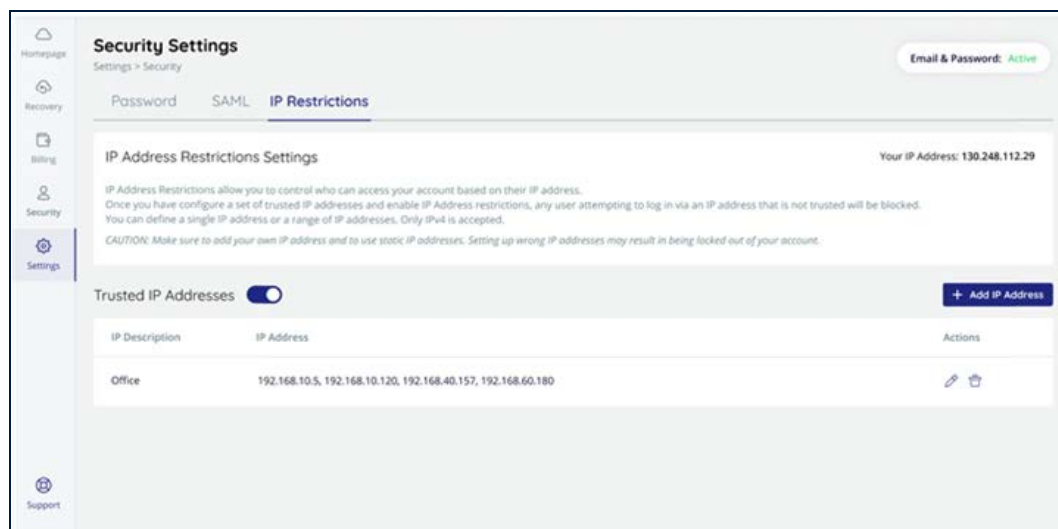 Homepage
Recovery
Billing
Security
Settings
Support
Security Settings
Settings > Security
Email & Password: Active
Password SAML IP Restrictions
IP Address Restrictions Settings
Your IP Address: 130.248.112.29
IP Address Restrictions allow you to control who can access your account based on their IP address.
Once you have configure a set of trusted IP addresses and enable IP Address restrictions, any user attempting to log in via an IP address that is not trusted will be blocked.
You can define a single IP address or a range of IP addresses. Only IPv4 is accepted.
CAUTION: Make sure to add your own IP address and to use static IP addresses. Setting up wrong IP addresses may result in being locked out of your account.
Trusted IP Addresses
+ Add IP Address
IP Description IP Address Actions
Office 192.168.10.5, 192.168.10.120, 192.168.40.157, 192.168.60.180